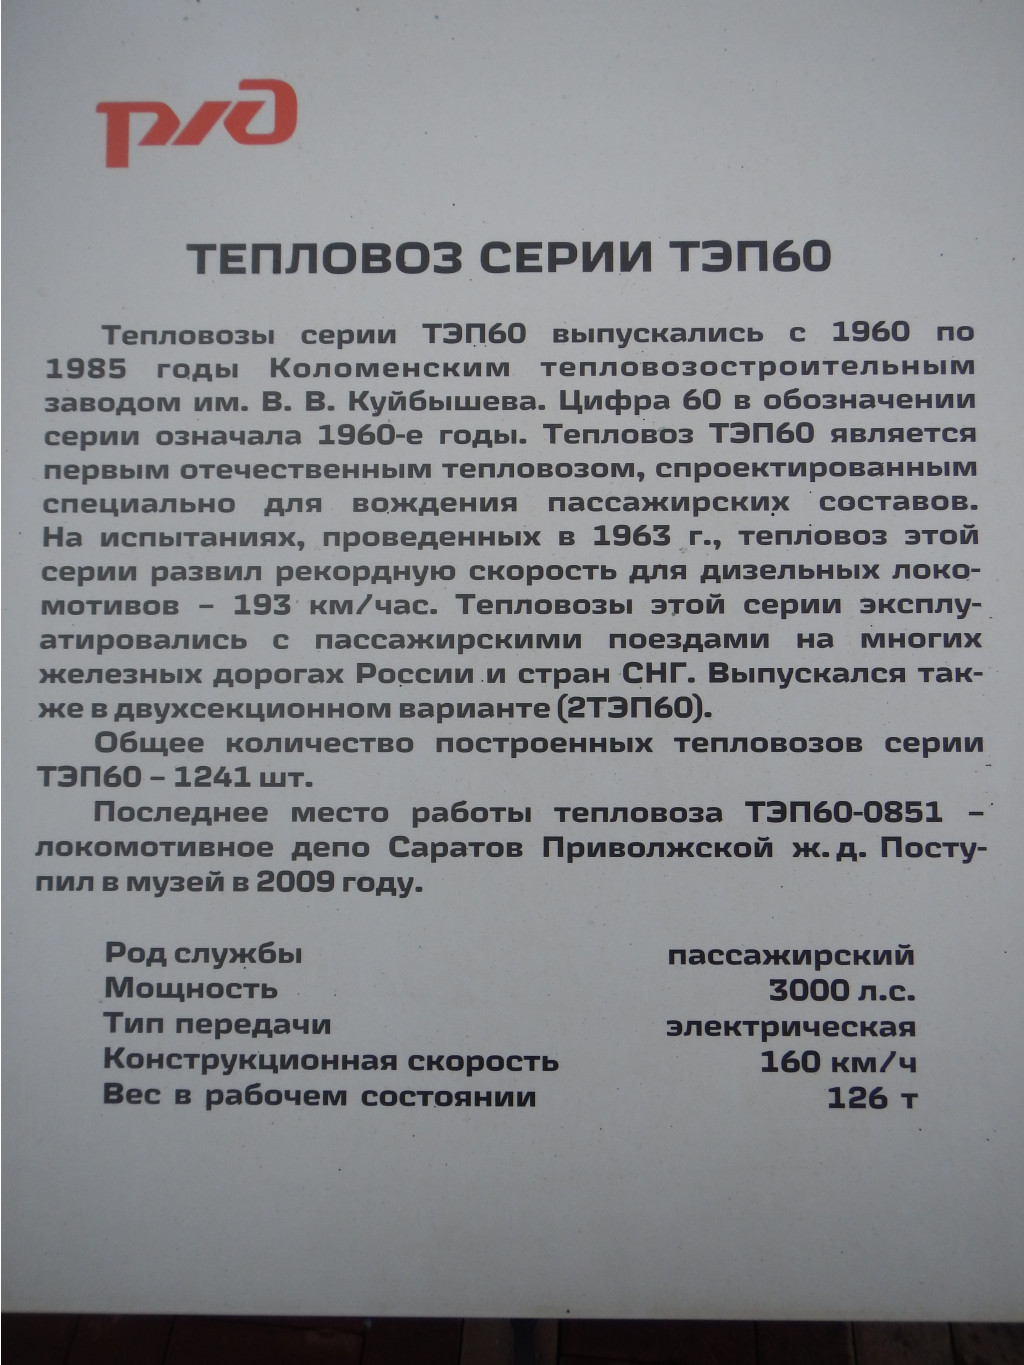 ржд
ТЕПЛОВОЗ СЕРИИ ТЭП60
Тепловозы серии ТЭП60 выпускались с 1960 по
1985 годы Коломенским тепловозостроительным
заводом им. В. В. Куйбышева. Цифра 60 в обозначении
серии означала 1960-е годы. Тепловоз ТЭП60 является
первым отечественным тепловозом, спроектированным
специально для вождения пассажирских составов.
На испытаниях, проведенных в 1963 г., тепловоз этой
серии развил рекордную скорость для дизельных локо-
мотивов – 193 км/час. Тепловозы этой серии эксплу-
атировались с пассажирскими поездами на многих
железных дорогах России и стран СНГ. Выпускался так-
же в двухсекционном варианте (2ТЭП60).
Общее количество построенных тепловозов серии
ТЭП60 – 1241 шт.
Последнее место работы тепловоза ТЭП60-0851 –
локомотивное депо Саратов Приволжской ж. д. Посту-
пил в музей в 2009 году.
Род службы пассажирский
Мощность 3000 л.с.
Тип передачи электрическая
Конструкционная скорость 160 км/ч
Вес в рабочем состоянии 126 т